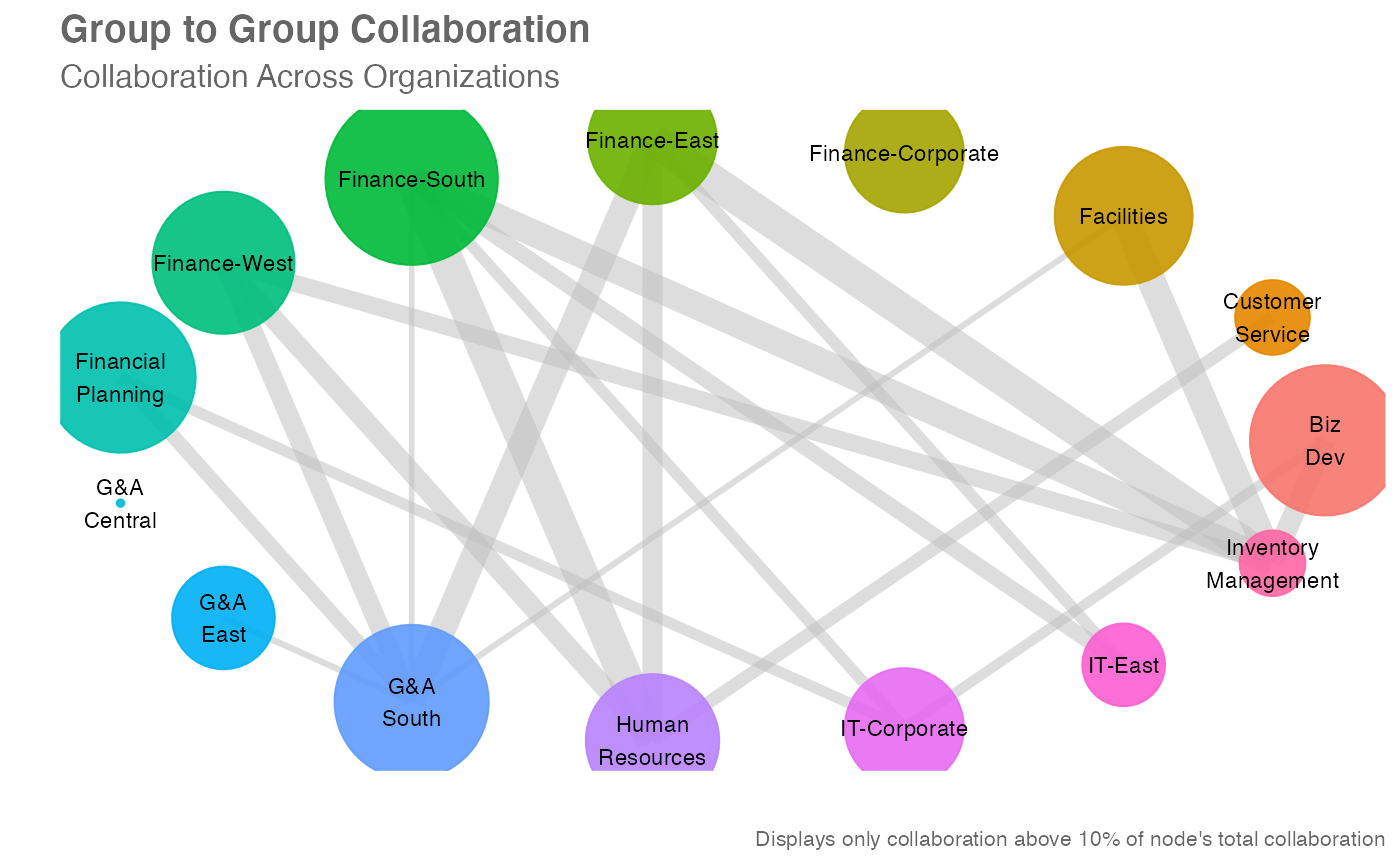 Group to Group Collaboration
Collaboration Across Organizations
Finance-East
Finance-Corporate
Finance-South
Facilities
Finance-West
Customer
Service
Financial
Planning
Biz
Dev
G&A
Central
Inventory
Management
G&A
East
IT-East
G&A
South
Human
Resources
IT-Corporate
Displays only collaboration above 10% of node's total collaboration